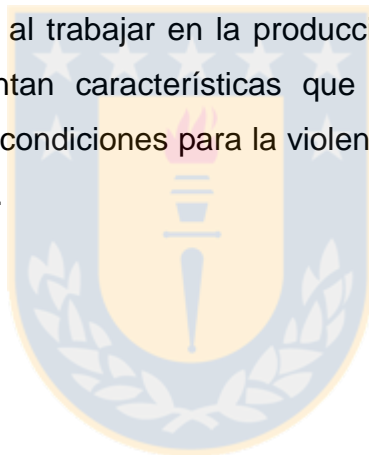 al trabajar en la producci
ntan características que
condiciones para la violen